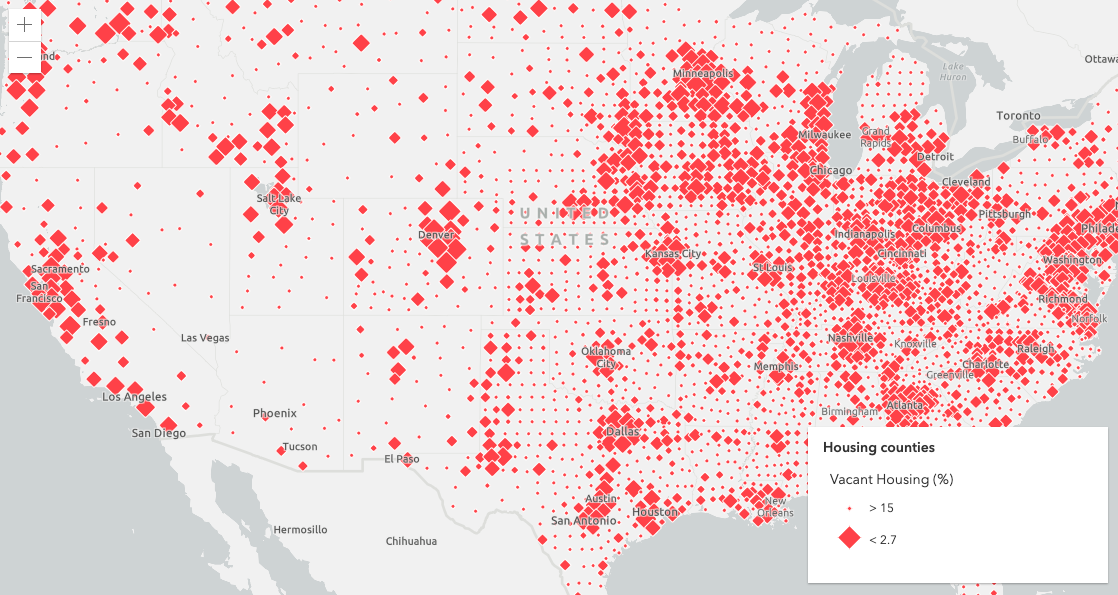 +
−
Minneapolis
Lake
Huron
Ottawa
Toronto
Buffalo
Milwaukee
Grand
Rapids
Detroit
Chicago
Cleveland
Salt Lake
City
UNITED
STATES
Pittsburgh
Denver
Indianapolis
Columbus
Philade
Kansas City
Cincinnati
Washington
Sacramento
St Louis
Louisville
San
Francisco
Richmond
Norfolk
Fresno
Las Vegas
Nashville
Knoxville
Raleigh
Oklahoma
City
Memphis
Charlotte
Greenville
Los Angeles
Phoenix
Birmingham
Atlanta
San Diego
Dallas
Tucson
El Paso
Housing counties
Vacant Housing (%)
> 15
< 2.7
Austin
New
Orleans
Houston
San Antonio
Hermosillo
Chihuahua